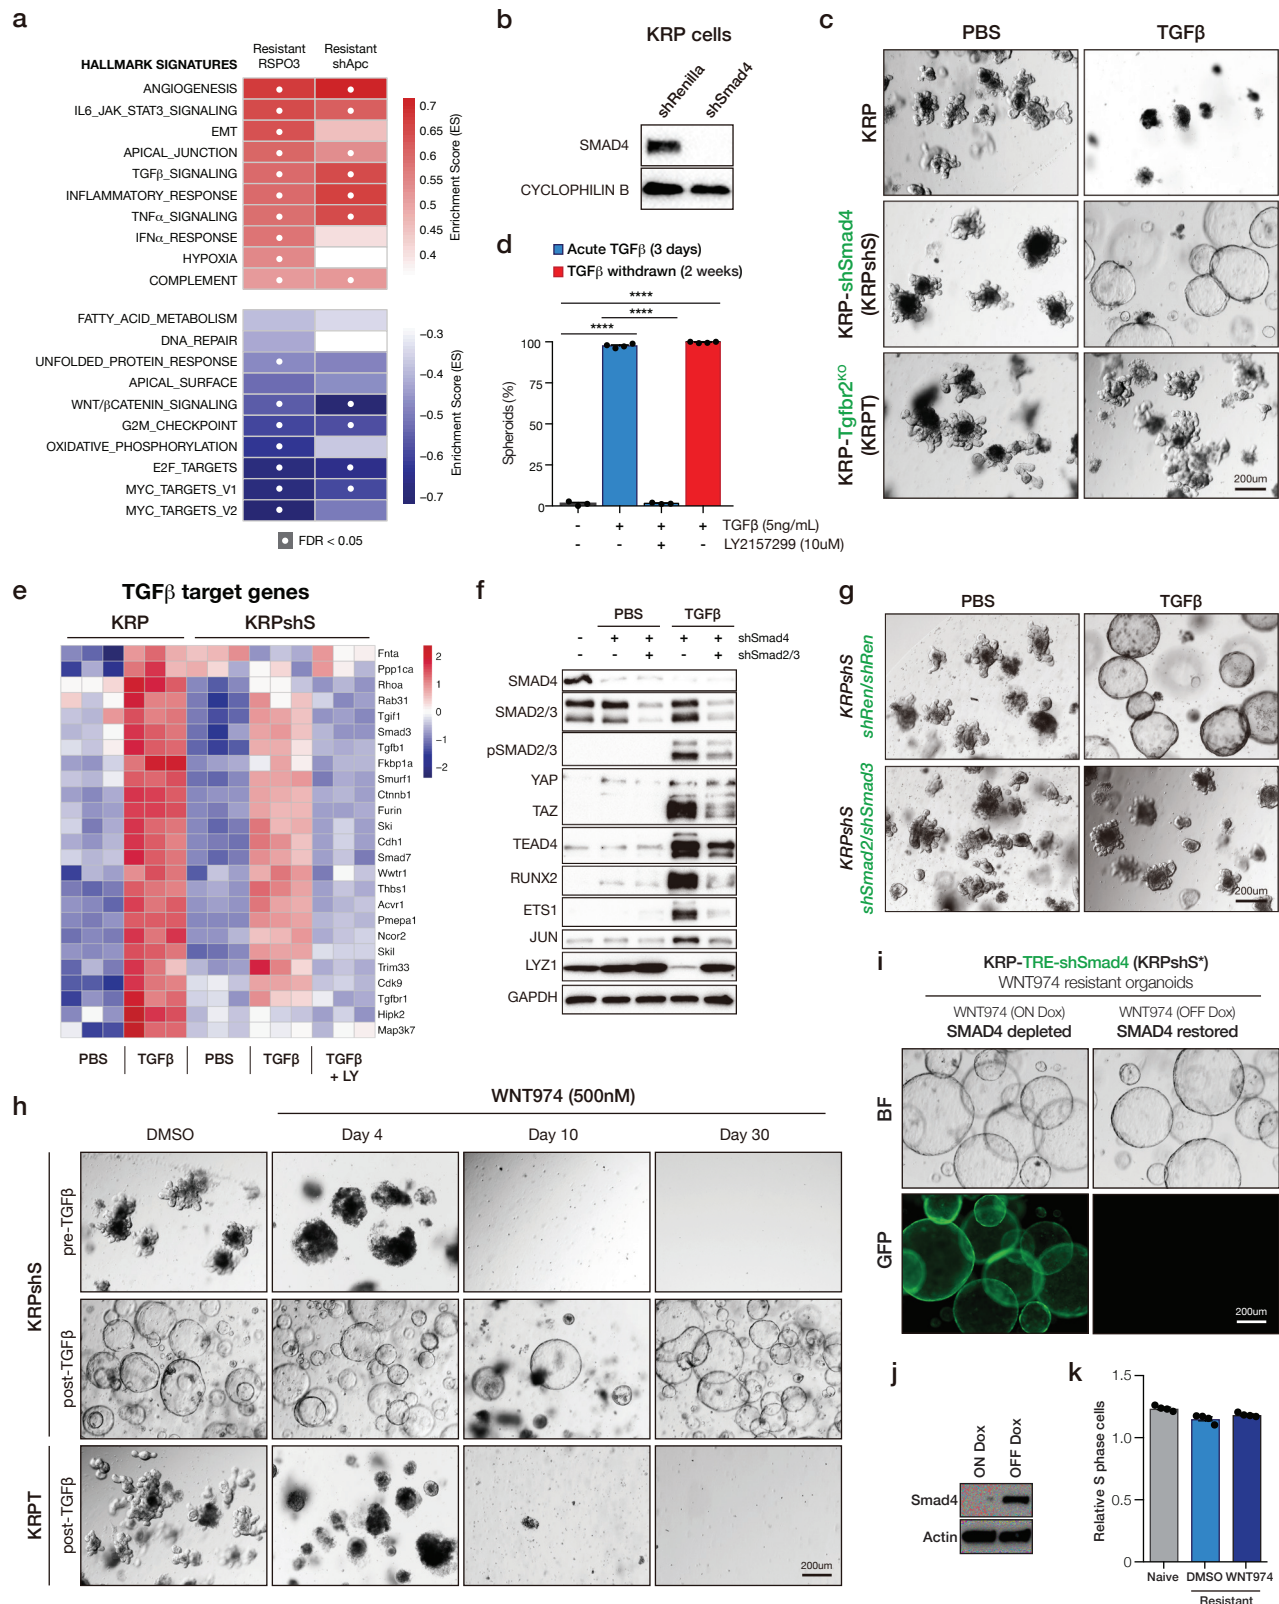 a
HALLMARK SIGNATURES
Resistant
RSPO3
Resistant
shApc
ANGIOGENESIS
IL6_JAK_STAT3_SIGNALING
EMT
APICAL_JUNCTION
TGFβ_SIGNALING
INFLAMMATORY_RESPONSE
TNFα_SIGNALING
IFNα_RESPONSE
HYPOXIA
COMPLEMENT
0.7
0.65
0.6
0.55
0.5
0.45
0.4
Enrichment Score (ES)
FATTY_ACID_METABOLISM
DNA_REPAIR
UNFOLDED_PROTEIN_RESPONSE
APICAL_SURFACE
WNT/βCATENIN_SIGNALING
G2M_CHECKPOINT
OXIDATIVE_PHOSPHORYLATION
E2F_TARGETS
MYC_TARGETS_V1
MYC_TARGETS_V2
−0.3
−0.4
−0.5
−0.6
−0.7
Enrichment Score (ES)
FDR < 0.05
b
KRP cells
shRenilla
shSmad4
SMAD4
CYCLOPHILIN B
c
PBS
TGFβ
KRP
KRP-shSmad4
(KRPshS)
KRP-Tgfbr2KO
(KRPT)
200um
d
Acute TGFβ (3 days)
TGFβ withdrawn (2 weeks)
****
****
****
100
75
50
25
0
Spheroids (%)
- + + + TGFβ (5ng/mL)
- - + - LY2157299 (10uM)
e
TGFβ target genes
KRP
KRPshS
Fnta
Ppp1ca
Rhoa
Rab31
Tgif1
Smad3
Tgfb1
Fkbp1a
Smurf1
Ctnnb1
Furin
Ski
Cdh1
Smad7
Wwtr1
Thbs1
Acvr1
Pmepa1
Ncor2
Skil
Trim33
Cdk9
Tgfbr1
Hipk2
Map3k7
2
1
0
−1
−2
PBS
TGFβ
PBS
TGFβ
TGFβ
+ LY
f
PBS
TGFβ
- + + + + shSmad4
- - + - + shSmad2/3
SMAD4
SMAD2/3
pSMAD2/3
YAP
TAZ
TEAD4
RUNX2
ETS1
JUN
LYZ1
GAPDH
g
PBS
TGFβ
KRPshS
shRen/shRen
KRPshS
shSmad2/shSmad3
200um
h
WNT974 (500nM)
DMSO
Day 4
Day 10
Day 30
KRPshS
pre-TGFβ
post-TGFβ
KRPT
post-TGFβ
200um
i
KRP-TRE-shSmad4 (KRPshS*)
WNT974 resistant organoids
WNT974 (ON Dox)
SMAD4 depleted
WNT974 (OFF Dox)
SMAD4 restored
BF
GFP
200um
j
ON Dox
OFF Dox
Smad4
Actin
k
1.5
1.0
0.5
0
Relative S phase cells
Naive
DMSO
WNT974
Resistant